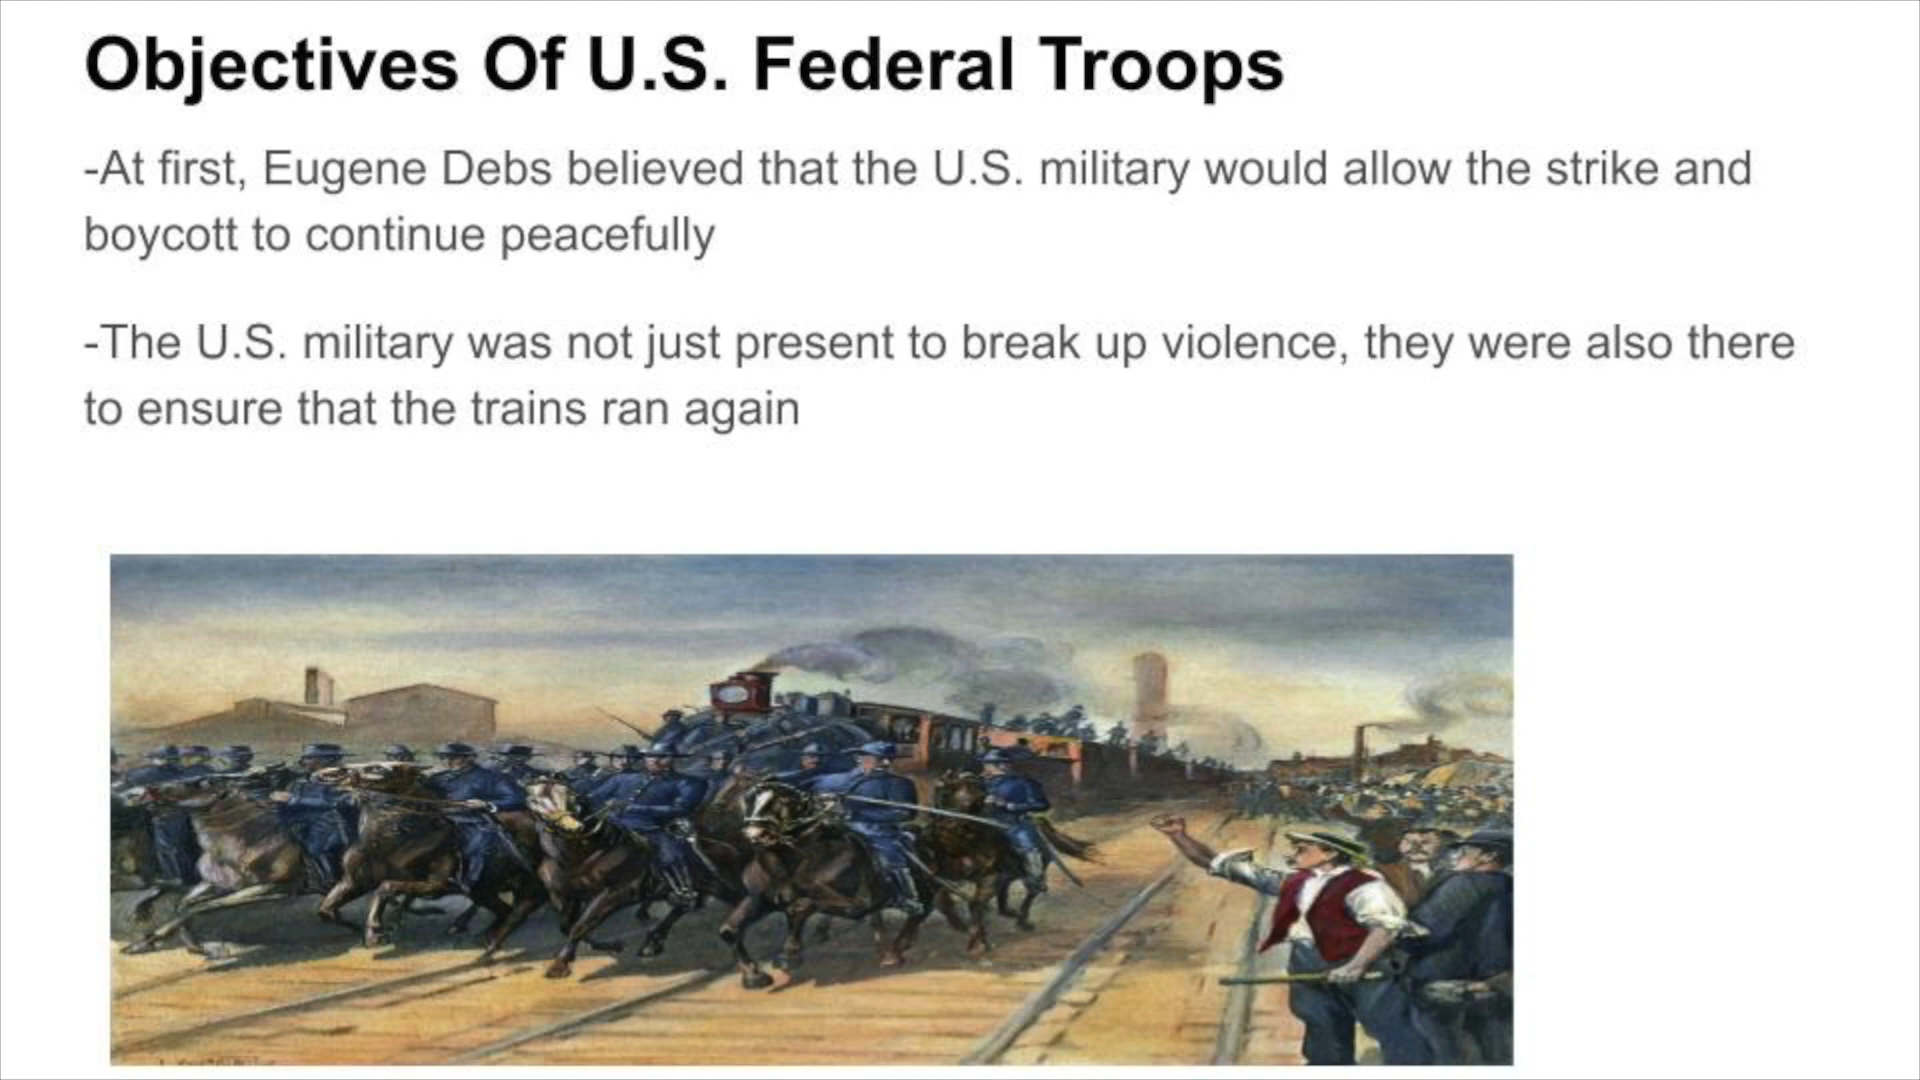 Objectives Of U.S. Federal Troops
-At first, Eugene Debs believed that the U.S. military would allow the strike and
boycott to continue peacefully
-The U.S. military was not just present to break up violence, they were also there
to ensure that the trains ran again